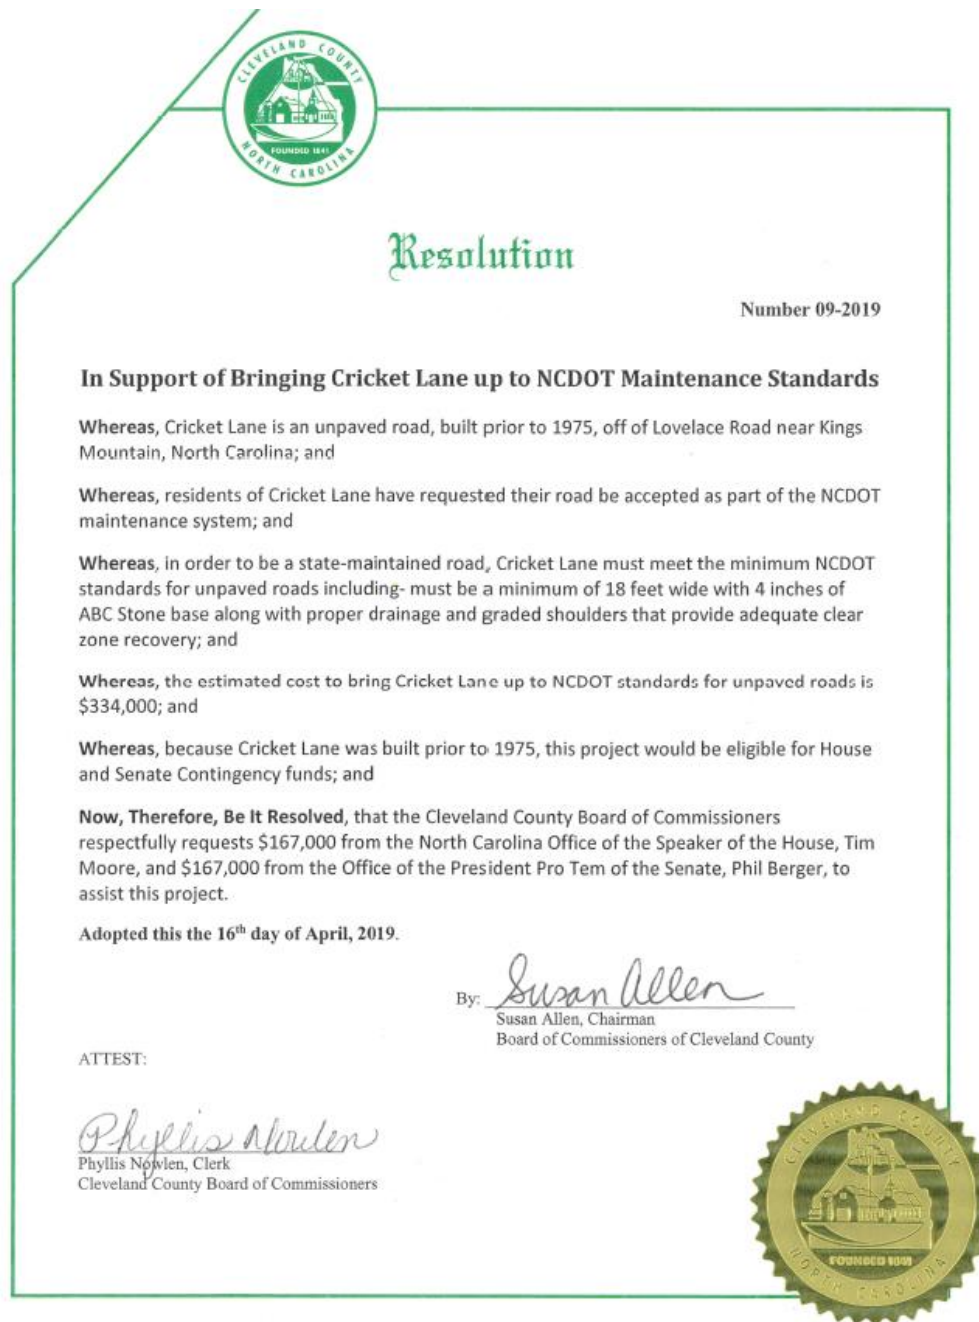 CLEVELAND COUNTY
FOUNDED 1841
NORTH CAROLINA
Resolution
Number 09-2019
In Support of Bringing Cricket Lane up to NCDOT Maintenance Standards
Whereas, Cricket Lane is an unpaved road, built prior to 1975, off of Lovelace Road near Kings
Mountain, North Carolina; and
Whereas, residents of Cricket Lane have requested their road be accepted as part of the NCDOT
maintenance system; and
Whereas, in order to be a state-maintained road, Cricket Lane must meet the minimum NCDOT
standards for unpaved roads including- must be a minimum of 18 feet wide with 4 inches of
ABC Stone base along with proper drainage and graded shoulders that provide adequate clear
zone recovery; and
Whereas, the estimated cost to bring Cricket Lane up to NCDOT standards for unpaved roads is
$334,000; and
Whereas, because Cricket Lane was built prior to 1975, this project would be eligible for House
and Senate Contingency funds; and
Now, Therefore, Be It Resolved, that the Cleveland County Board of Commissioners
respectfully requests $167,000 from the North Carolina Office of the Speaker of the House, Tim
Moore, and $167,000 from the Office of the President Pro Tem of the Senate, Phil Berger, to
assist this project.
Adopted this the 16th day of April, 2019.
By: Susan Allen
Susan Allen, Chairman
Board of Commissioners of Cleveland County
ATTEST:
Phyllis Nowlen
Phyllis Nowlen, Clerk
Cleveland County Board of Commissioners
CLEVELAND COUNTY
FOUNDED 1841
NORTH CAROLINA